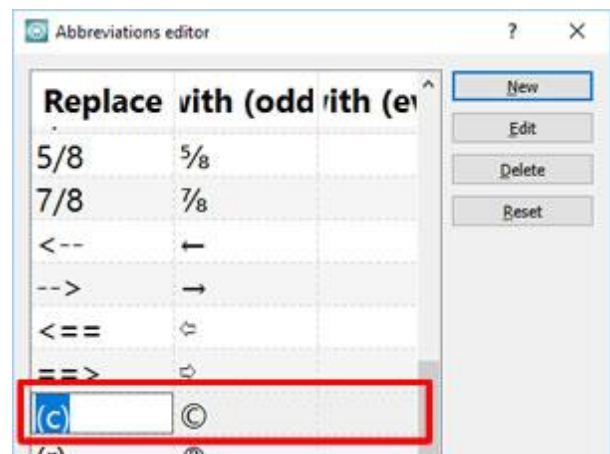 Abbreviations editor
Replace with (odd with (ev
New
Edit
Delete
Reset
5/8 ⅝
7/8 ⅞
<-- ←
--> →
<== ⇦
==> ⇨
(c) ©